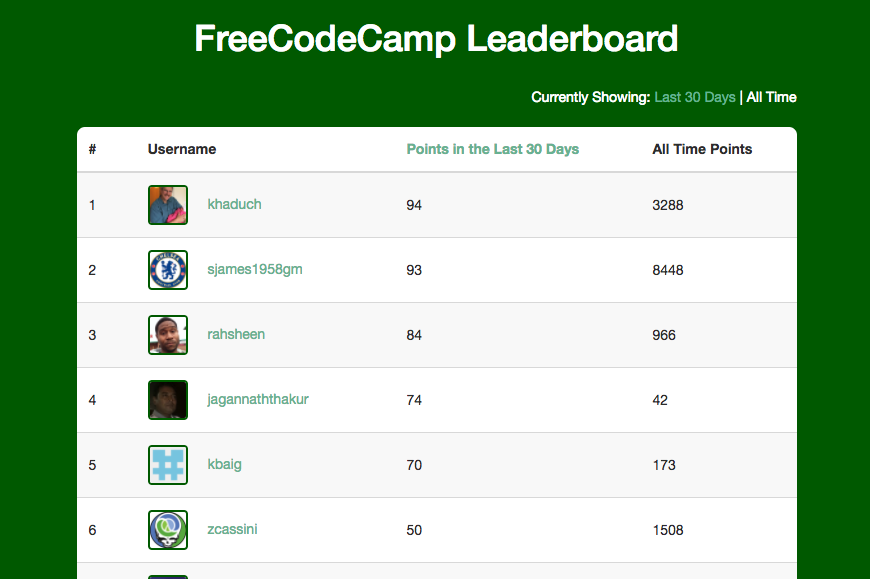 FreeCodeCamp Leaderboard
Currently Showing: Last 30 Days | All Time
# Username Points in the Last 30 Days All Time Points
1 khaduch 94 3288
2 sjames1958gm 93 8448
3 rahsheen 84 966
4 jagannaththakur 74 42
5 kbaig 70 173
6 zcassini 50 1508